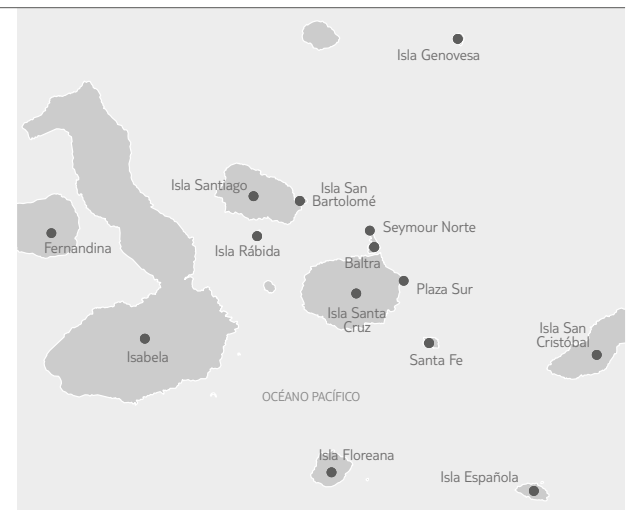 Isla Genovesa
Isla Santiago
Isla San
Bartolomé
Seymour Norte
Fernandina
Isla Rábida
Baltra
Plaza Sur
Isla Santa
Cruz
Isla San
Cristóbal
Isabela
Santa Fe
OCÉANO PACÍFICO
Isla Floreana
Isla Española